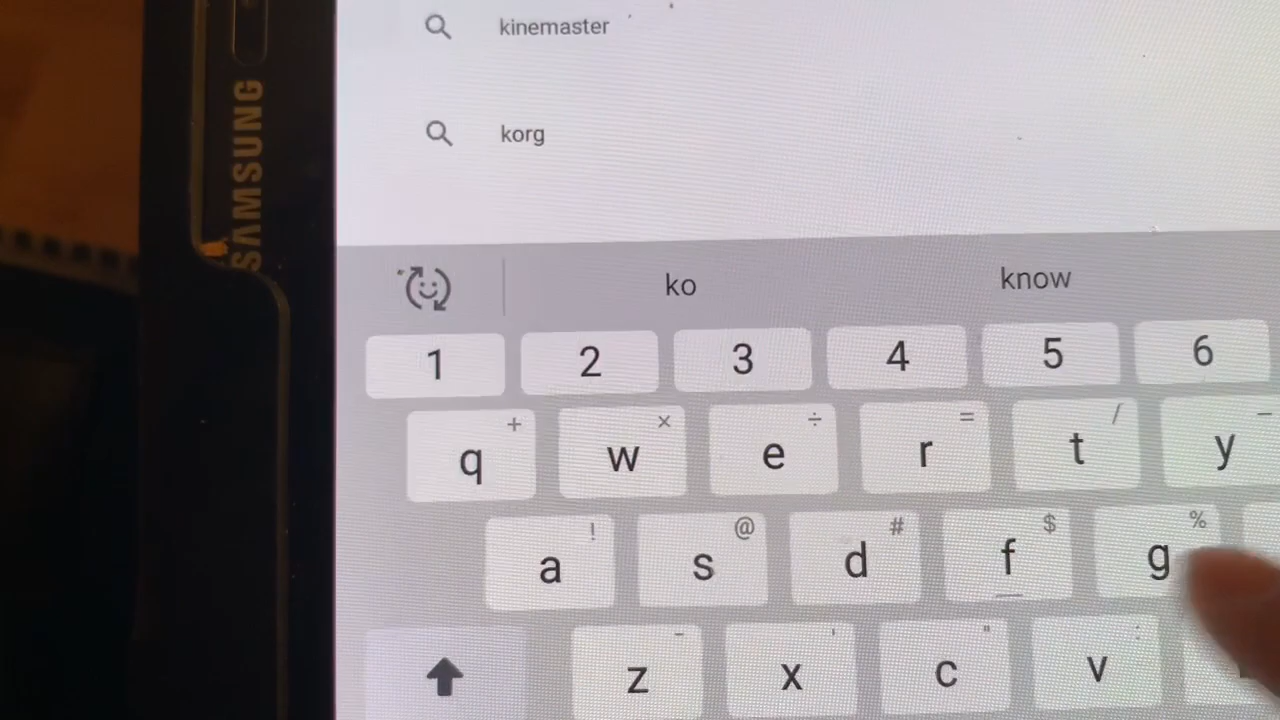 kinemaster
korg
SAMSUNG
ko know
1 2 3 4 5 6
+ × ÷ = / −
q w e r t y
! @ # $ %
a s d f g
- ' " :
z x c v